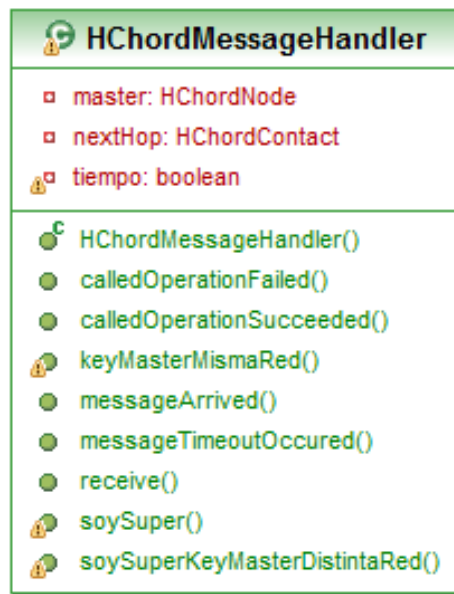 HChordMessageHandler
master: HChordNode
nextHop: HChordContact
tiempo: boolean
HChordMessageHandler()
calledOperationFailed()
calledOperationSucceeded()
keyMasterMismaRed()
messageArrived()
messageTimeoutOccured()
receive()
soySuper()
soySuperKeyMasterDistintaRed()